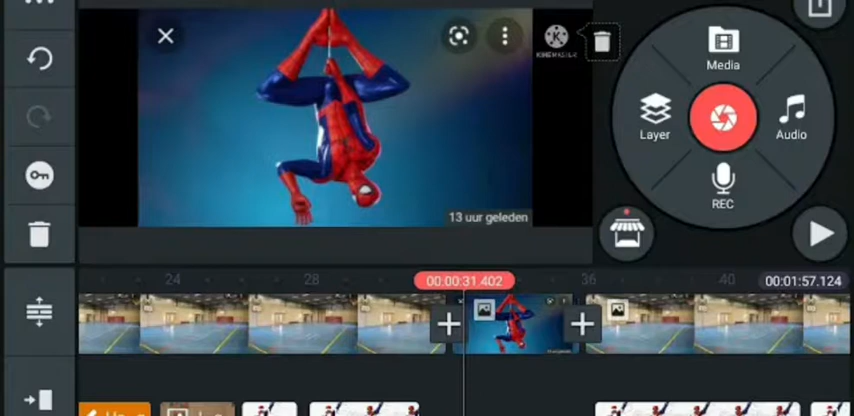 KINEMASTER
Media
Layer
Audio
REC
13 uur geleden
24
28
00:00:31.402
36
40
00:01:57.124